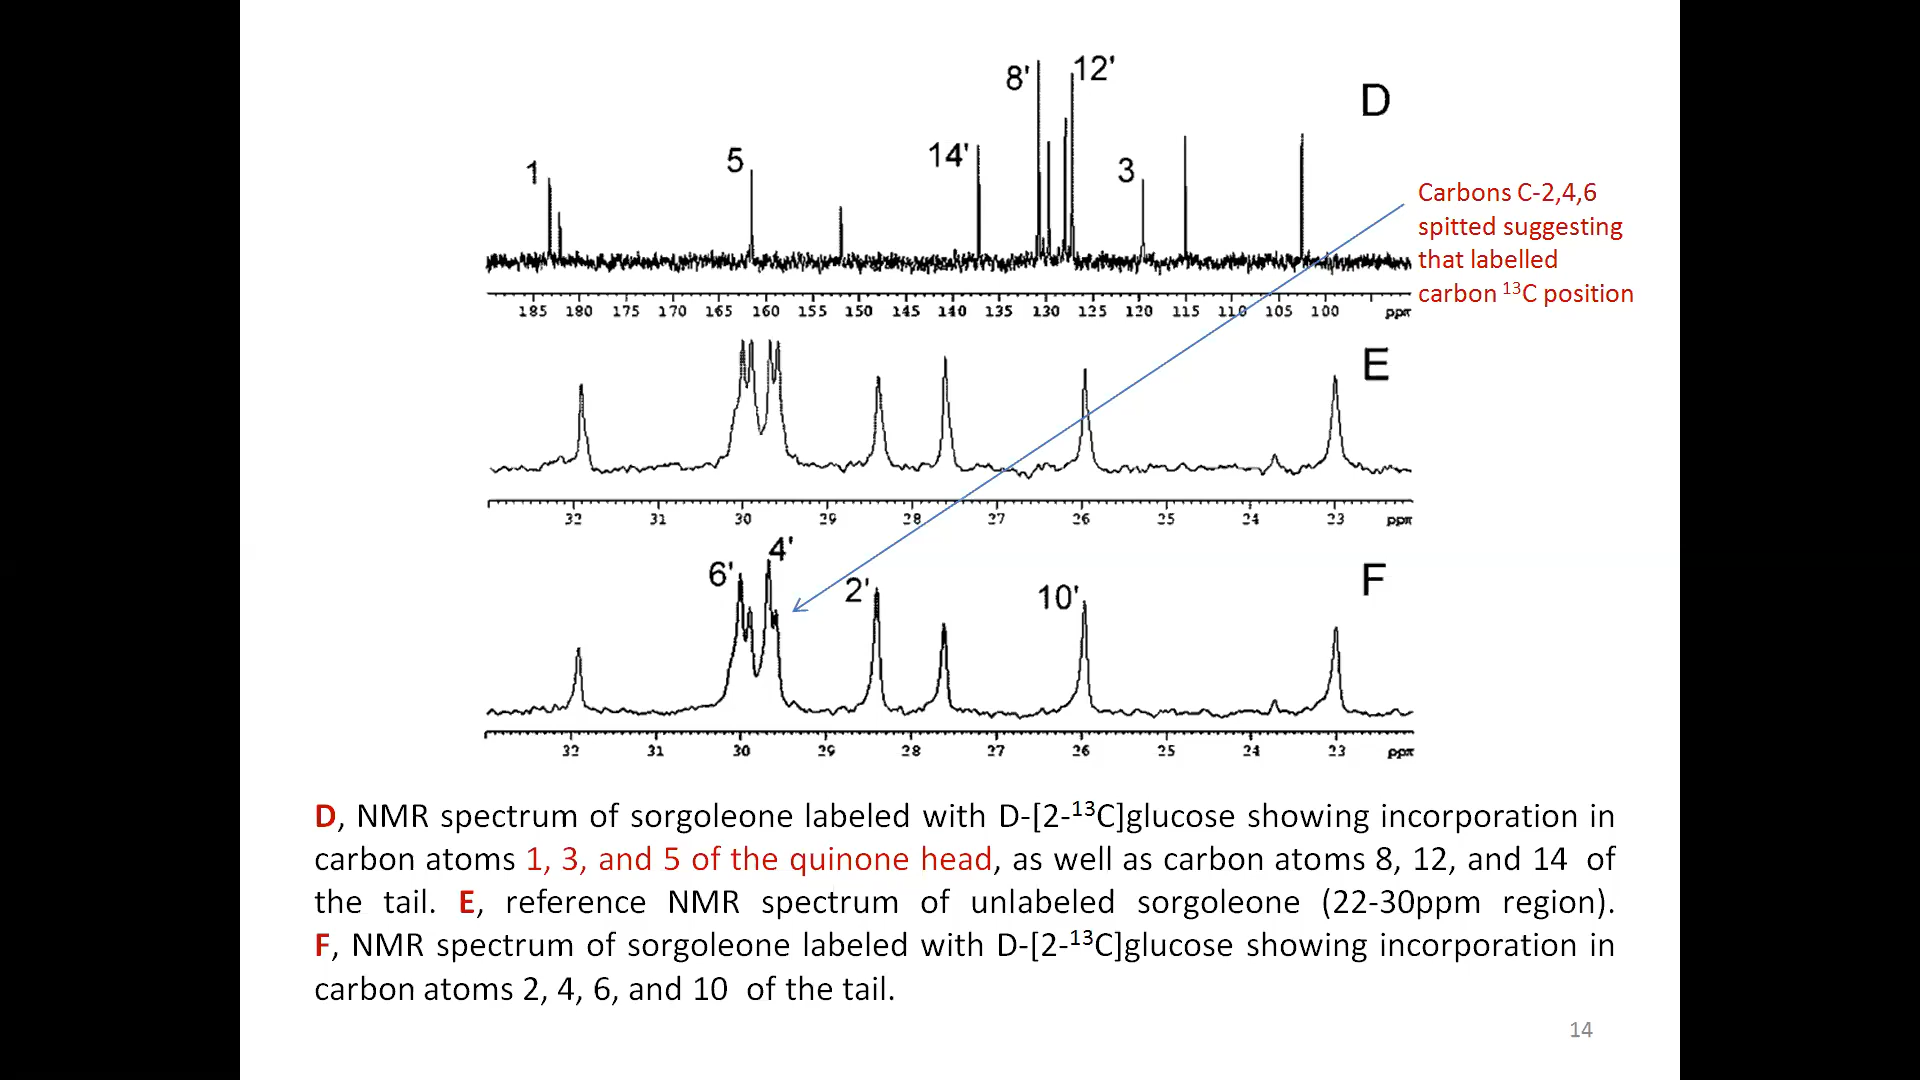 8' 12' D
1 5 14' 3
Carbons C-2,4,6
spitted suggesting
that labelled
carbon ¹³C position
185 180 175 170 165 160 155 150 145 140 135 130 125 120 115 110 105 100 ppm
E
32 31 30 29 28 27 26 25 24 23 ppm
6' 4' 2' 10' F
32 31 30 29 28 27 26 25 24 23 ppm
D, NMR spectrum of sorgoleone labeled with D-[2-¹³C]glucose showing incorporation in
carbon atoms 1, 3, and 5 of the quinone head, as well as carbon atoms 8, 12, and 14 of
the tail. E, reference NMR spectrum of unlabeled sorgoleone (22-30ppm region).
F, NMR spectrum of sorgoleone labeled with D-[2-¹³C]glucose showing incorporation in
carbon atoms 2, 4, 6, and 10 of the tail.
14